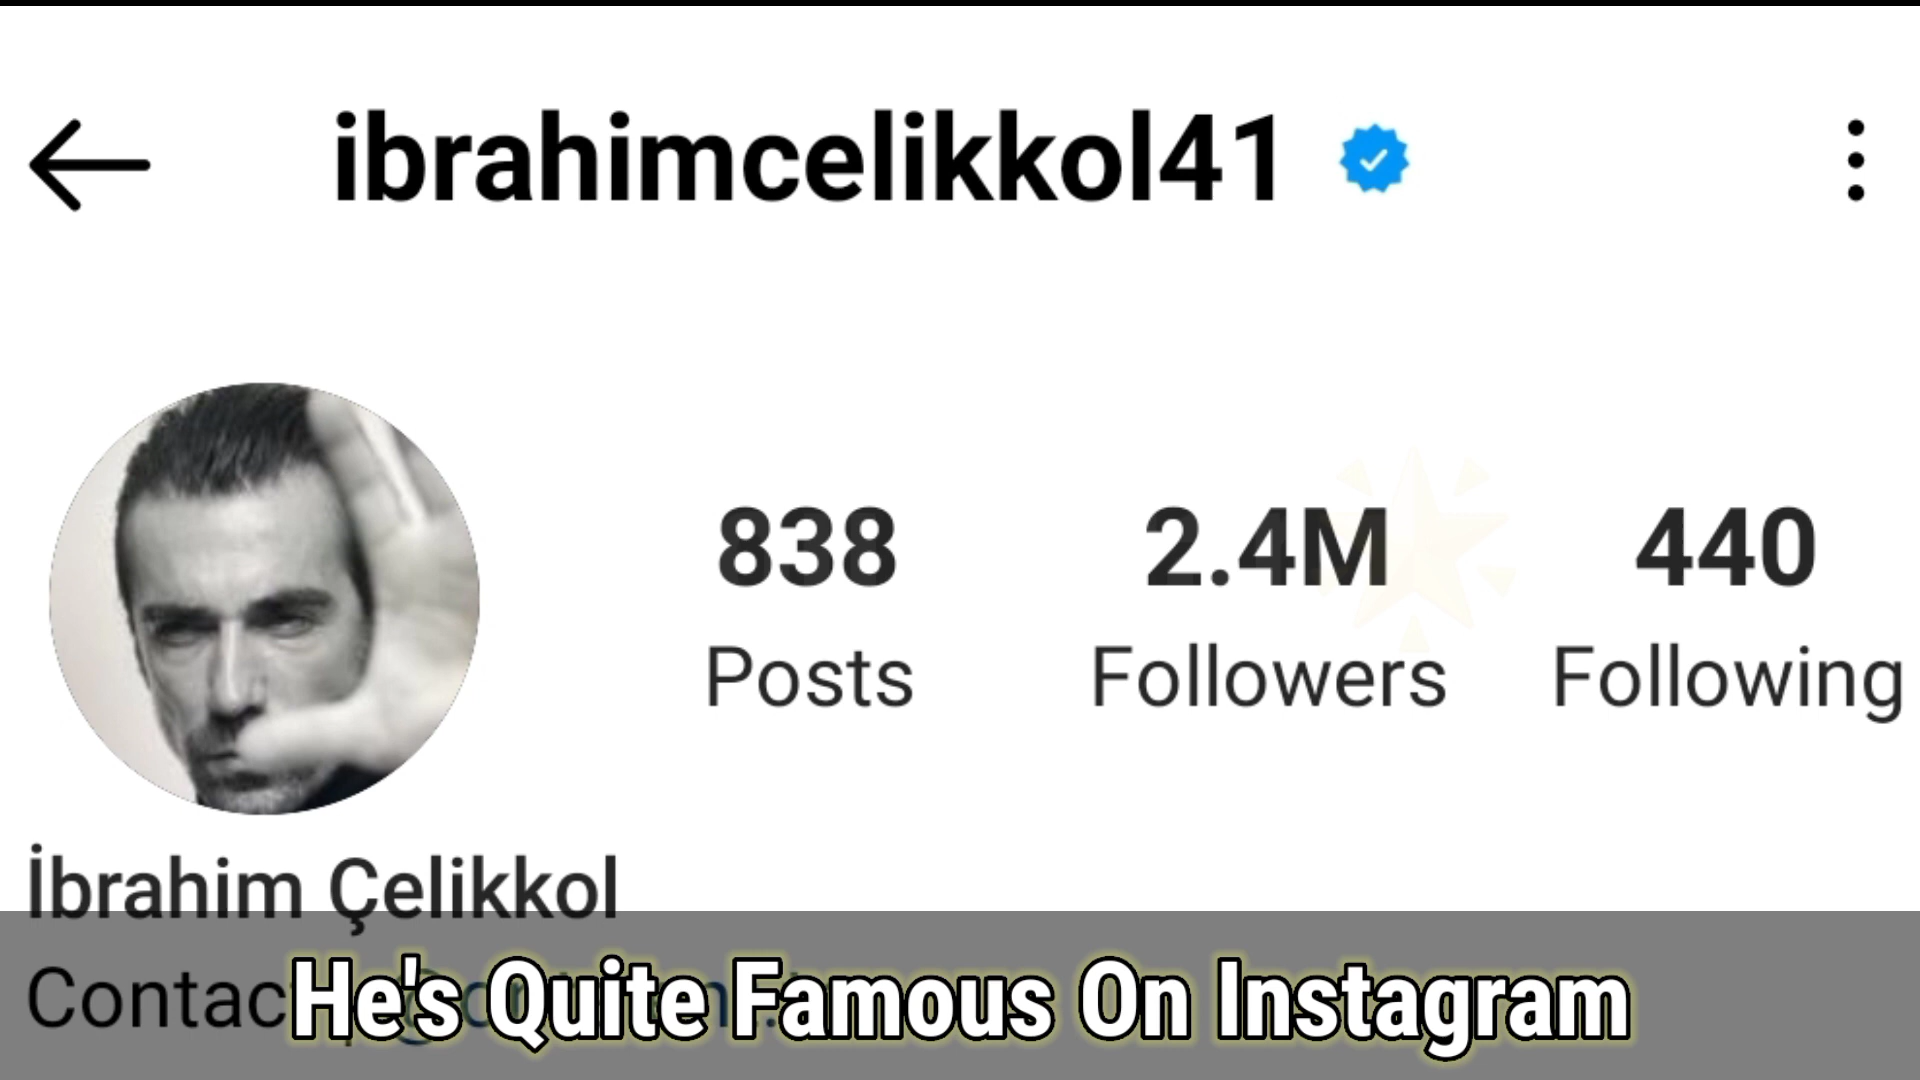 ibrahimcelikkol41
838 2.4M 440
Posts Followers Following
İbrahim Çelikkol
He's Quite Famous On Instagram